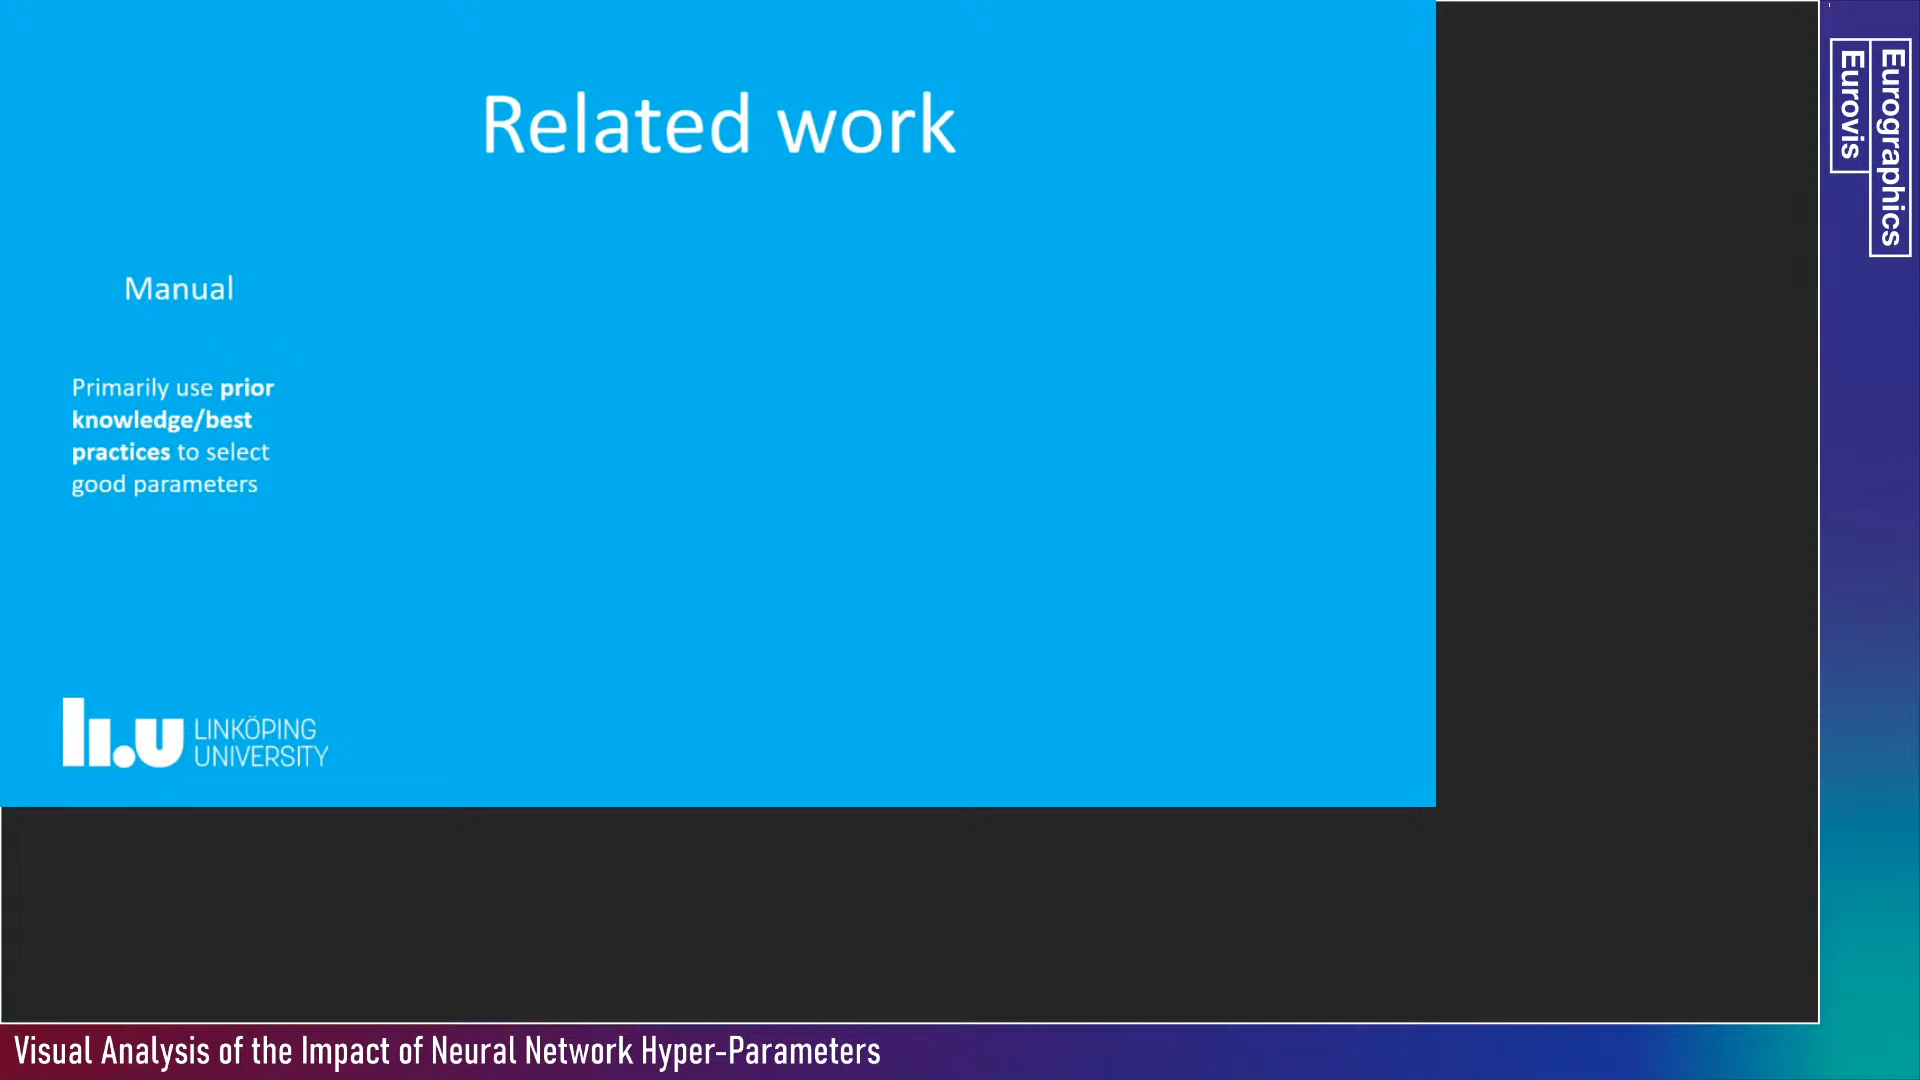 Related work
Manual
Primarily use prior
knowledge/best
practices to select
good parameters
li.u LINKÖPING
UNIVERSITY
Eurographics
Eurovis
Visual Analysis of the Impact of Neural Network Hyper-Parameters